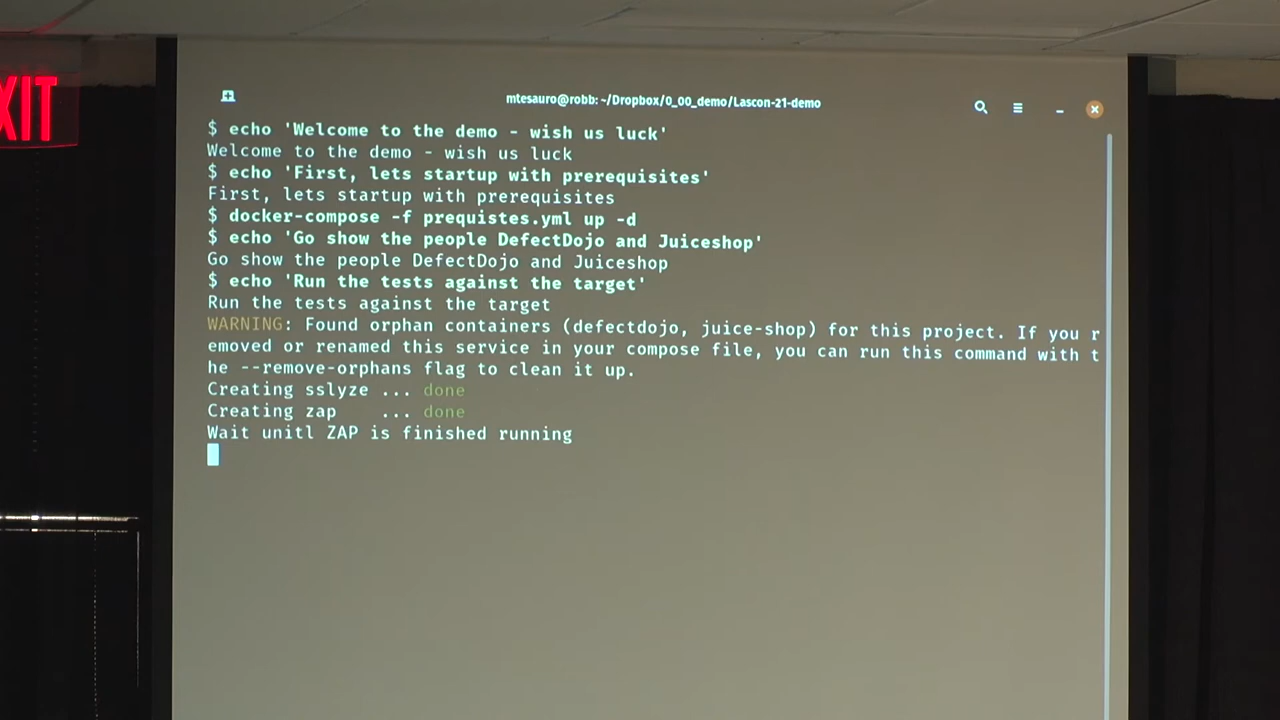 XIT
mtesauro@robb: ~/Dropbox/0_00_demo/Lascon-21-demo
$ echo 'Welcome to the demo - wish us luck'
Welcome to the demo - wish us luck
$ echo 'First, lets startup with prerequisites'
First, lets startup with prerequisites
$ docker-compose -f prequistes.yml up -d
$ echo 'Go show the people DefectDojo and Juiceshop'
Go show the people DefectDojo and Juiceshop
$ echo 'Run the tests against the target'
Run the tests against the target
WARNING: Found orphan containers (defectdojo, juice-shop) for this project. If you r
emoved or renamed this service in your compose file, you can run this command with t
he --remove-orphans flag to clean it up.
Creating sslyze ... done
Creating zap    ... done
Wait unitl ZAP is finished running